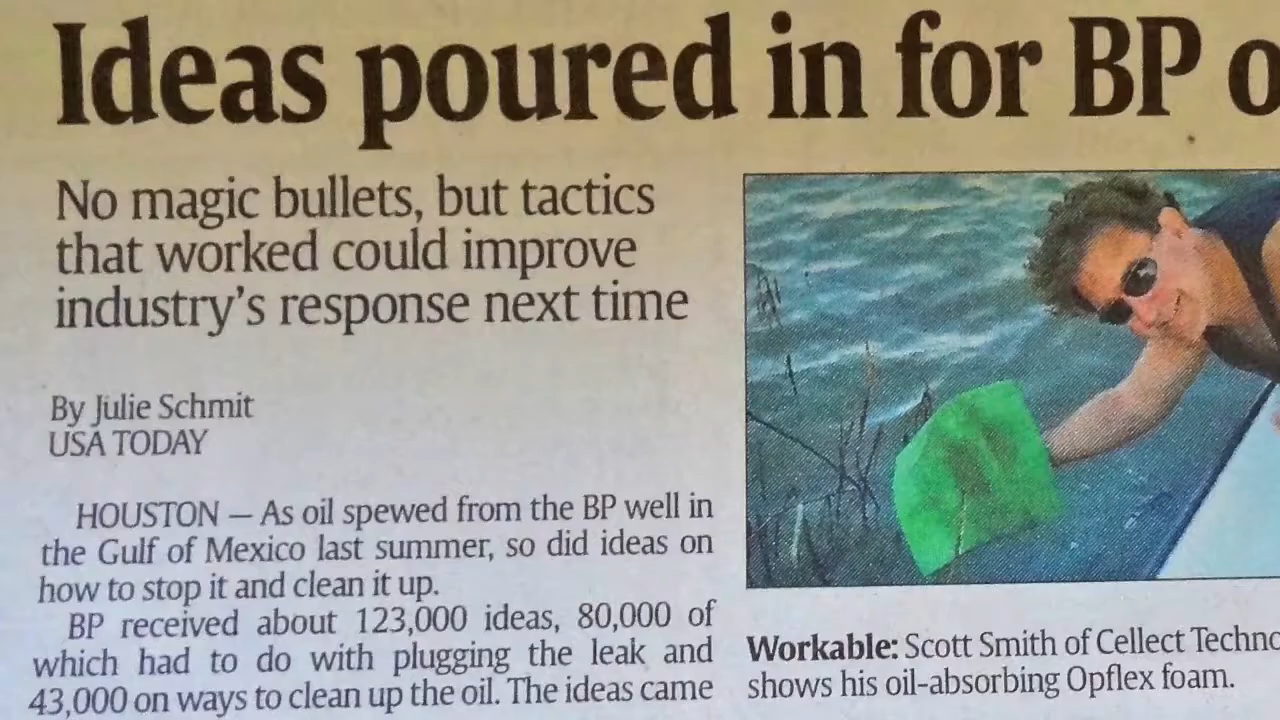 Ideas poured in for BP
No magic bullets, but tactics
that worked could improve
industry's response next time
By Julie Schmit
USA TODAY
HOUSTON — As oil spewed from the BP well in
the Gulf of Mexico last summer, so did ideas on
how to stop it and clean it up.
BP received about 123,000 ideas, 80,000 of
which had to do with plugging the leak and
43,000 on ways to clean up the oil. The ideas came
Workable: Scott Smith of Cellect Techno
shows his oil-absorbing Opflex foam.